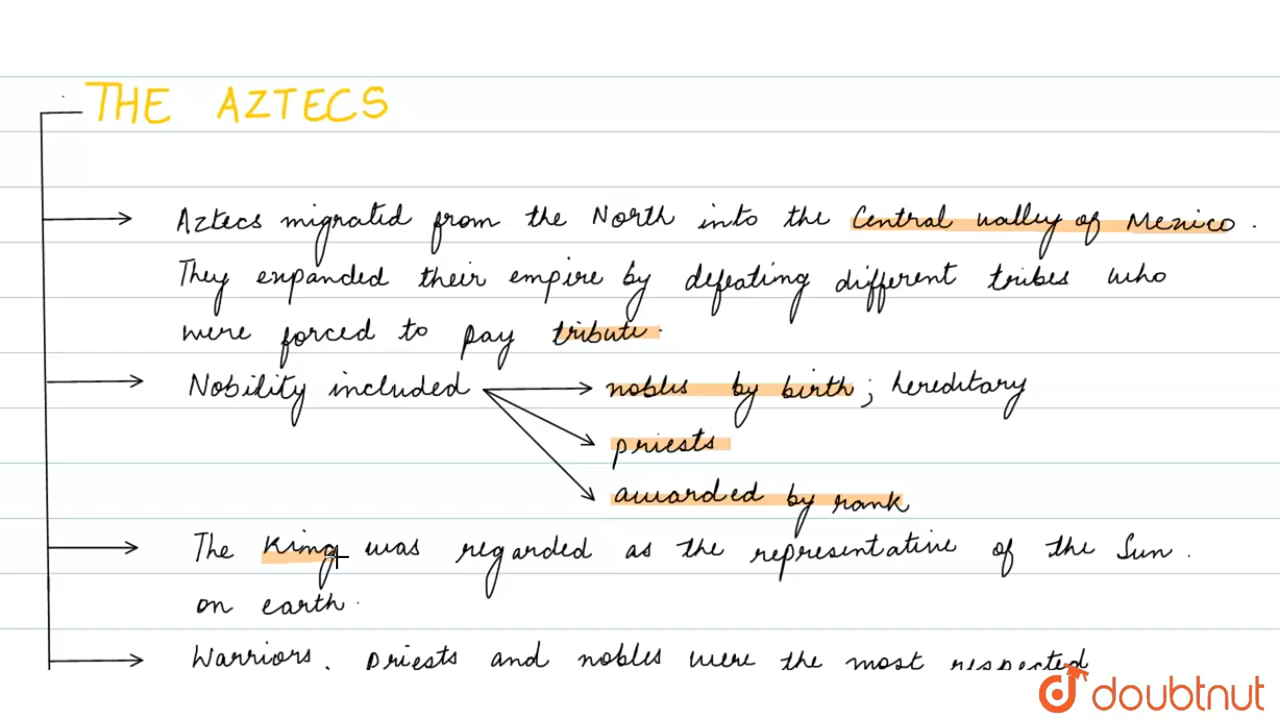 THE AZTECS
Aztecs migrated from the North into the Central valley of Mexico.
They expanded their empire by defeating different tribes who
were forced to pay tribute.
Nobility included nobles by birth; hereditary
priests
awarded by rank
The King was regarded as the representative of the Sun
on earth.
Warriors, priests and nobles were the most respected
doubtnut